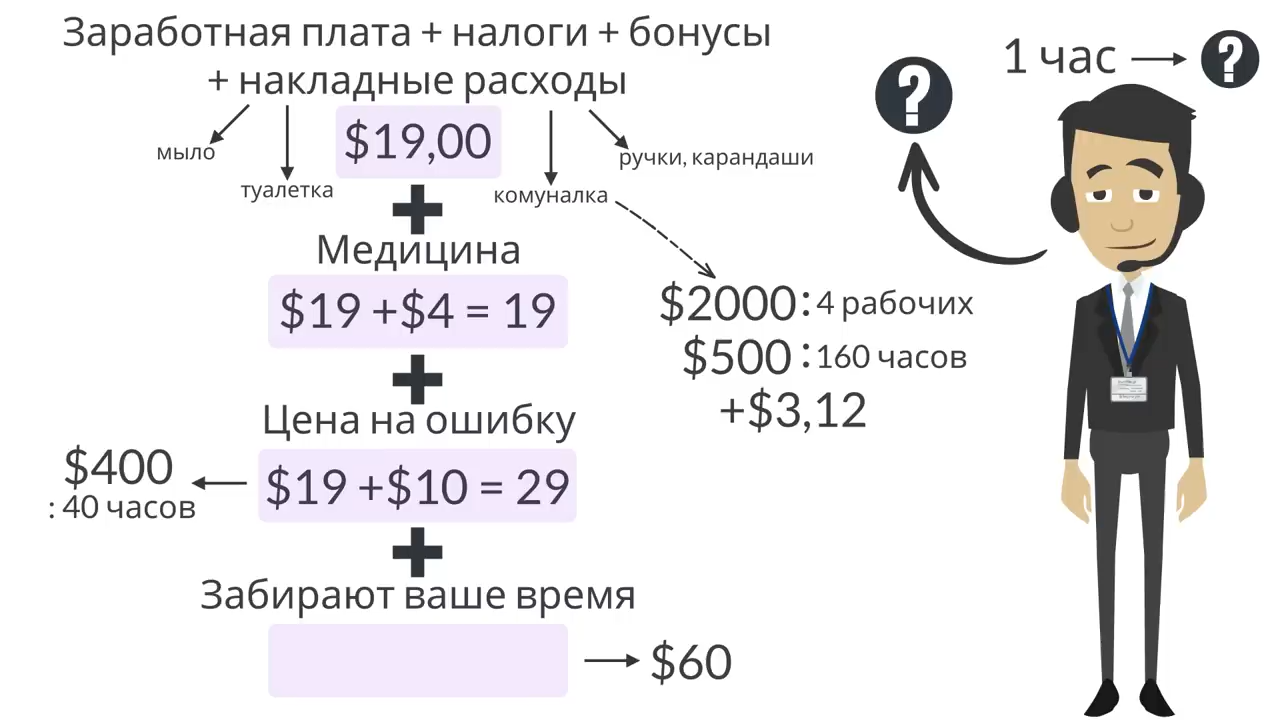 Заработная плата + налоги + бонусы
+ накладные расходы
1 час → ?
?
$19,00
мыло
туалетка
комуналка
ручки, карандаши
+
Медицина
$19 +$4 = 19
$2000 : 4 рабочих
$500 : 160 часов
+$3,12
+
Цена на ошибку
$19 +$10 = 29
$400
: 40 часов
+
Забирают ваше время
$60